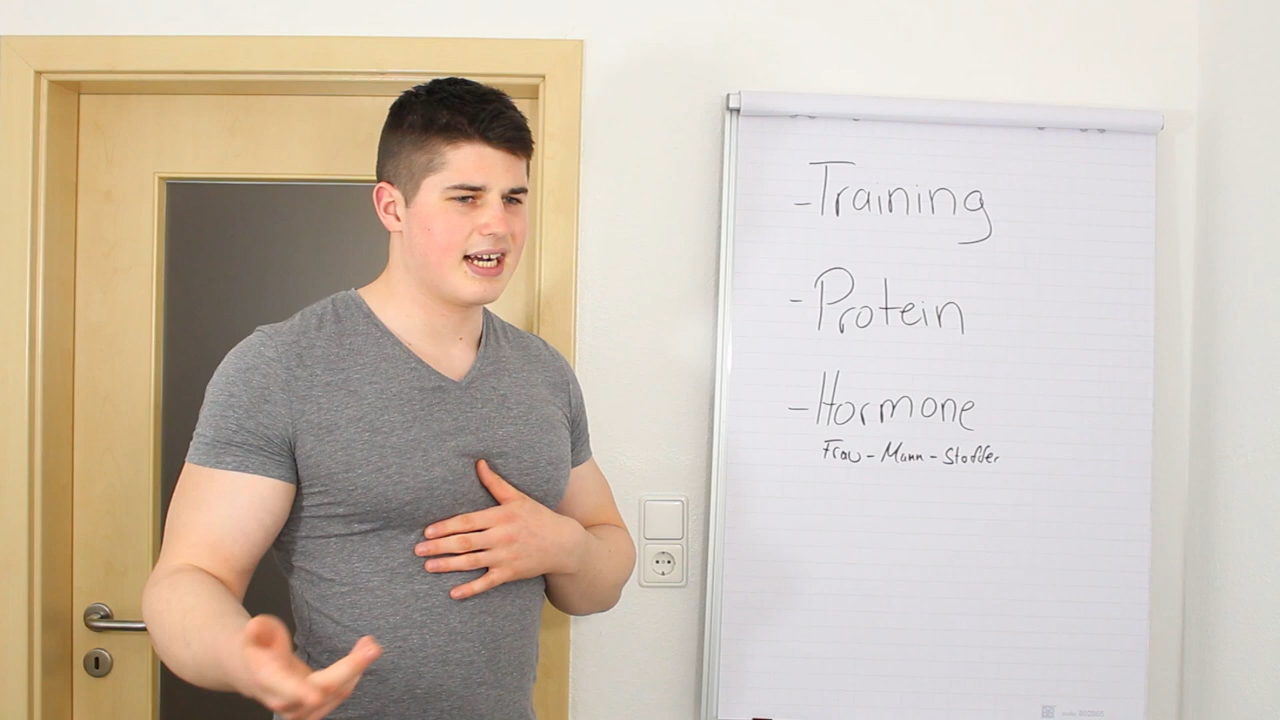 - Training
- Protein
- Hormone
Frau - Mann - Stoffer